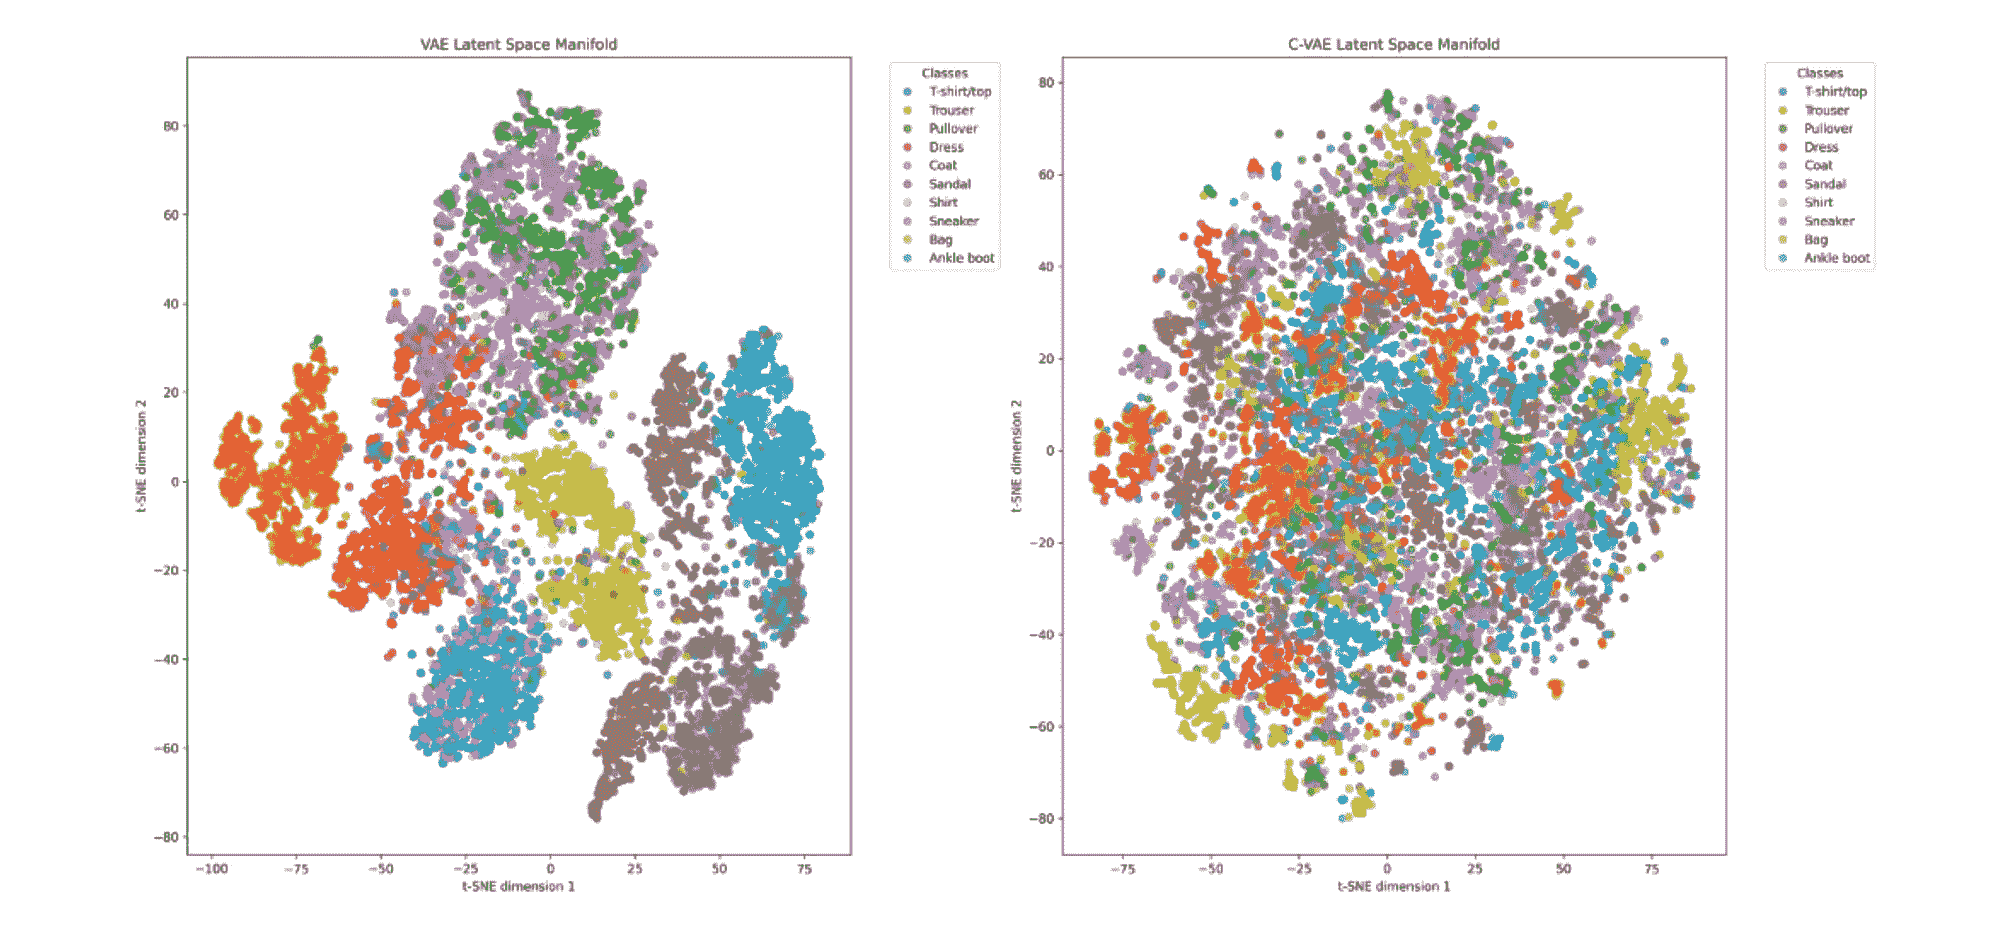 VAE Latent Space Manifold
t-SNE dimension 2
80
60
40
20
0
−20
−40
−60
−80
−100
−75
−50
−25
0
25
50
75
t-SNE dimension 1
Classes
T-shirt/top
Trouser
Pullover
Dress
Coat
Sandal
Shirt
Sneaker
Bag
Ankle boot
C-VAE Latent Space Manifold
t-SNE dimension 2
80
60
40
20
0
−20
−40
−60
−80
−75
−50
−25
0
25
50
75
t-SNE dimension 1
Classes
T-shirt/top
Trouser
Pullover
Dress
Coat
Sandal
Shirt
Sneaker
Bag
Ankle boot